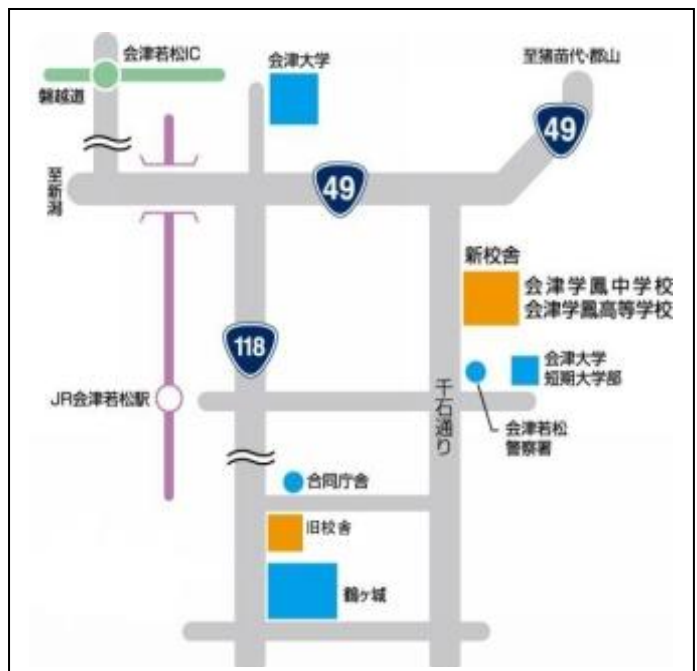 会津若松IC
磐越道
会津大学
至猪苗代・郡山
49
49
至新潟
新校舎
会津学鳳中学校
会津学鳳高等学校
118
会津大学
短期大学部
JR会津若松駅
千石通り
会津若松
警察署
合同庁舎
旧校舎
鶴ヶ城